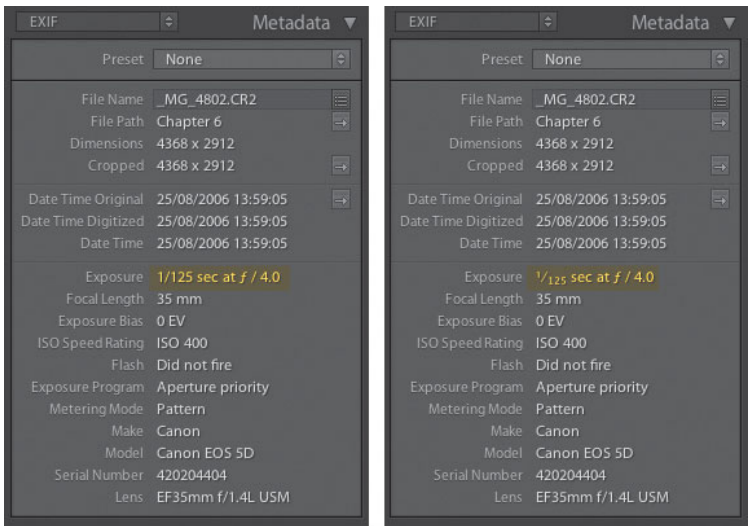 EXIF Metadata
Preset None
File Name _MG_4802.CR2
File Path Chapter 6
Dimensions 4368 x 2912
Cropped 4368 x 2912
Date Time Original 25/08/2006 13:59:05
Date Time Digitized 25/08/2006 13:59:05
Date Time 25/08/2006 13:59:05
Exposure 1/125 sec at ƒ / 4.0
Focal Length 35 mm
Exposure Bias 0 EV
ISO Speed Rating ISO 400
Flash Did not fire
Exposure Program Aperture priority
Metering Mode Pattern
Make Canon
Model Canon EOS 5D
Serial Number 420204404
Lens EF35mm f/1.4L USM
EXIF Metadata
Preset None
File Name _MG_4802.CR2
File Path Chapter 6
Dimensions 4368 x 2912
Cropped 4368 x 2912
Date Time Original 25/08/2006 13:59:05
Date Time Digitized 25/08/2006 13:59:05
Date Time 25/08/2006 13:59:05
Exposure ¹/₁₂₅ sec at ƒ / 4.0
Focal Length 35 mm
Exposure Bias 0 EV
ISO Speed Rating ISO 400
Flash Did not fire
Exposure Program Aperture priority
Metering Mode Pattern
Make Canon
Model Canon EOS 5D
Serial Number 420204404
Lens EF35mm f/1.4L USM